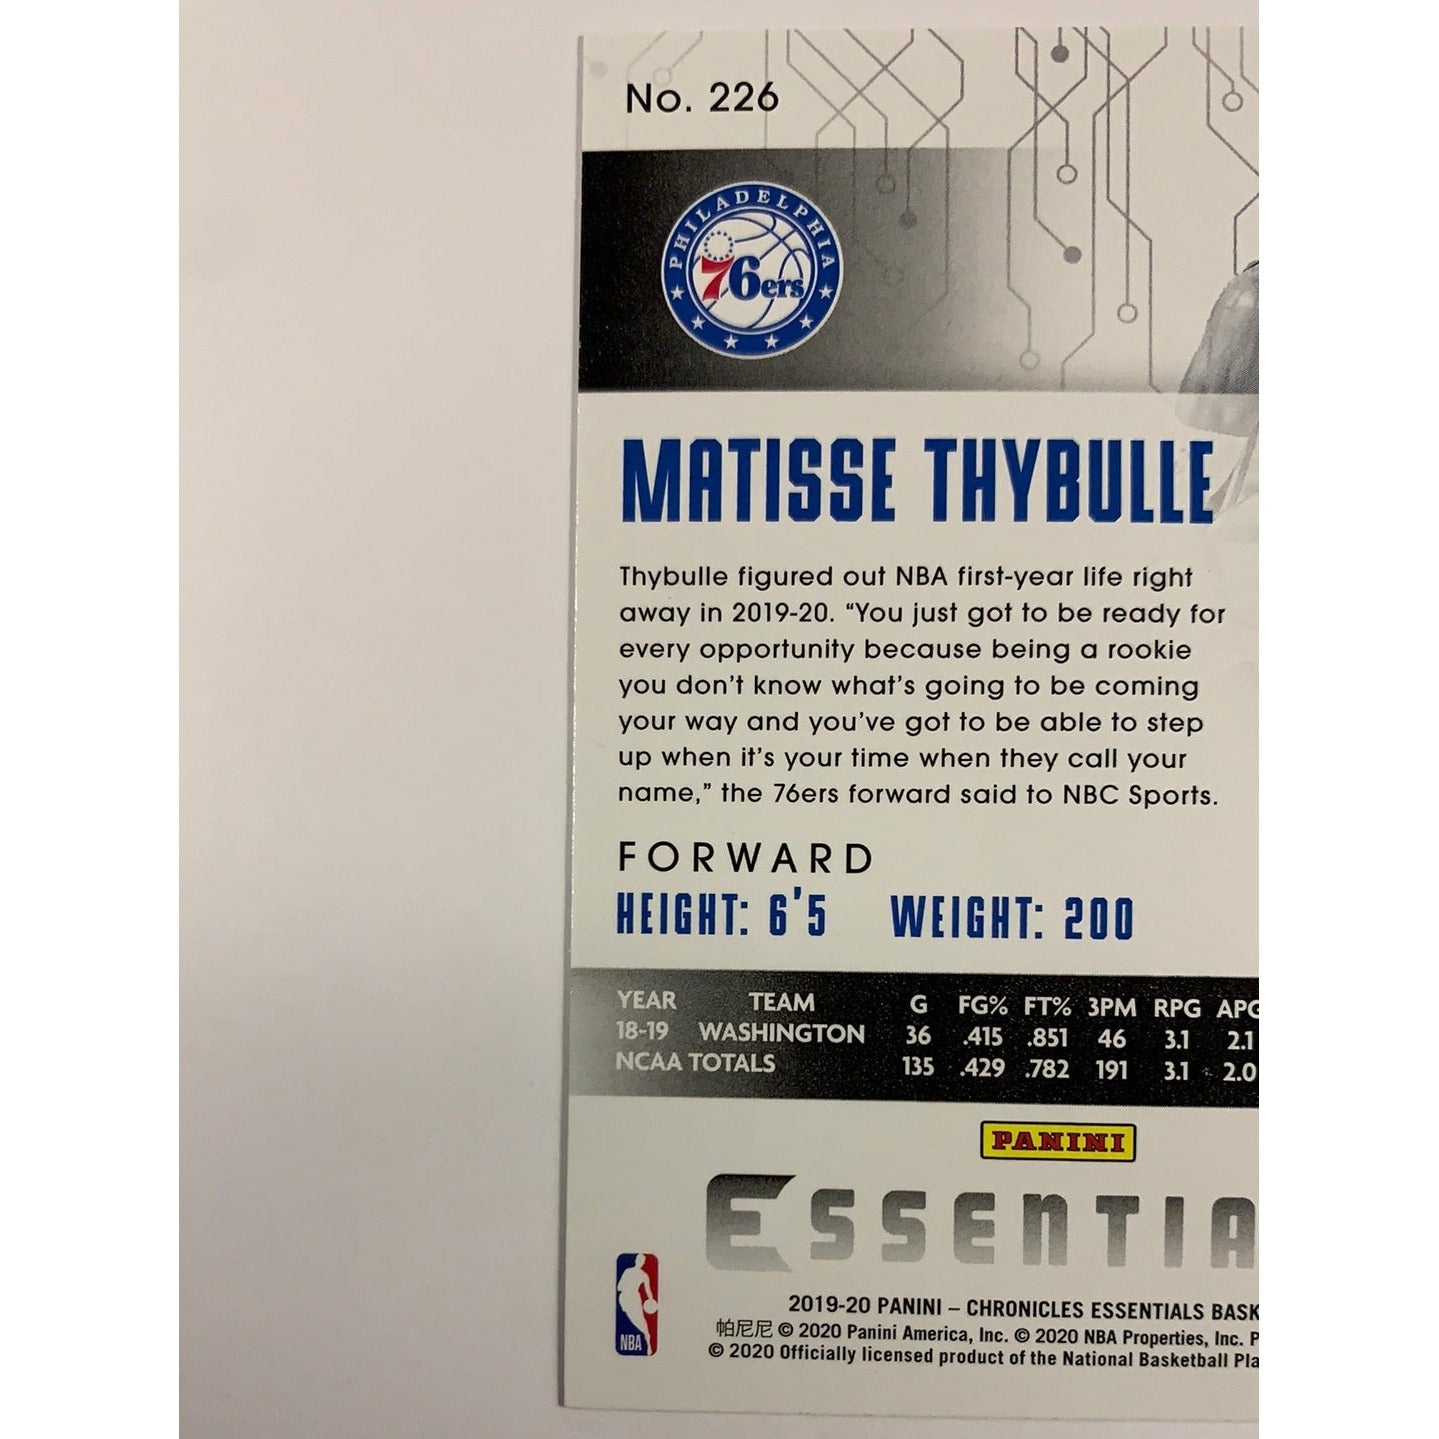 No. 226
PHILADELPHIA
76ers
MATISSE THYBULLE
Thybulle figured out NBA first-year life right
away in 2019-20. “You just got to be ready for
every opportunity because being a rookie
you don’t know what’s going to be coming
your way and you’ve got to be able to step
up when it’s your time when they call your
name,” the 76ers forward said to NBC Sports.
FORWARD
HEIGHT: 6'5 WEIGHT: 200
YEAR TEAM G FG% FT% 3PM RPG APG
18-19 WASHINGTON 36 .415 .851 46 3.1 2.1
NCAA TOTALS 135 .429 .782 191 3.1 2.0
PANINI
ESSENTIA
NBA
2019-20 PANINI – CHRONICLES ESSENTIALS BASK
帕尼尼 © 2020 Panini America, Inc. © 2020 NBA Properties, Inc. P
© 2020 Officially licensed product of the National Basketball Pla